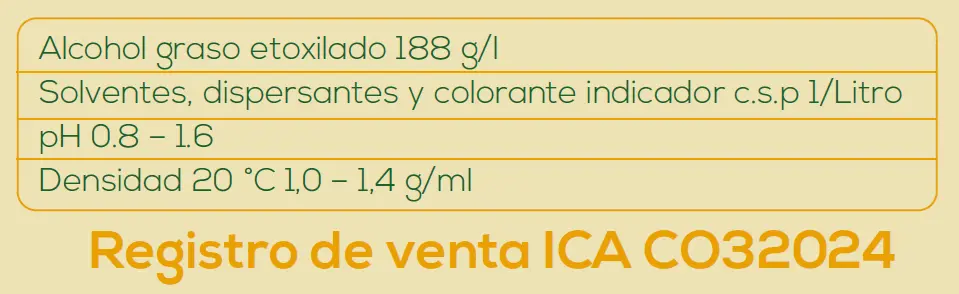 Alcohol graso etoxilado 188 g/l
Solventes, dispersantes y colorante indicador c.s.p 1/Litro
pH 0.8 – 1.6
Densidad 20 °C 1,0 – 1,4 g/ml
Registro de venta ICA CO32024